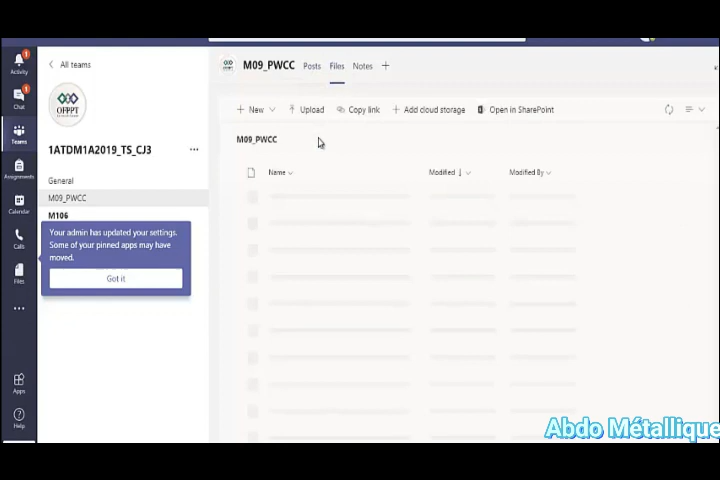 Activity
Chat
Teams
Assignments
Calendar
Calls
Files
Apps
Help
All teams
OFPPT
1ATDM1A2019_TS_CJ3
General
M09_PWCC
M106
Your admin has updated your settings.
Some of your pinned apps may have
moved.
Got it
M09_PWCC Posts Files Notes
New Upload Copy link Add cloud storage Open in SharePoint
M09_PWCC
Name Modified Modified By
Abdo Métallique